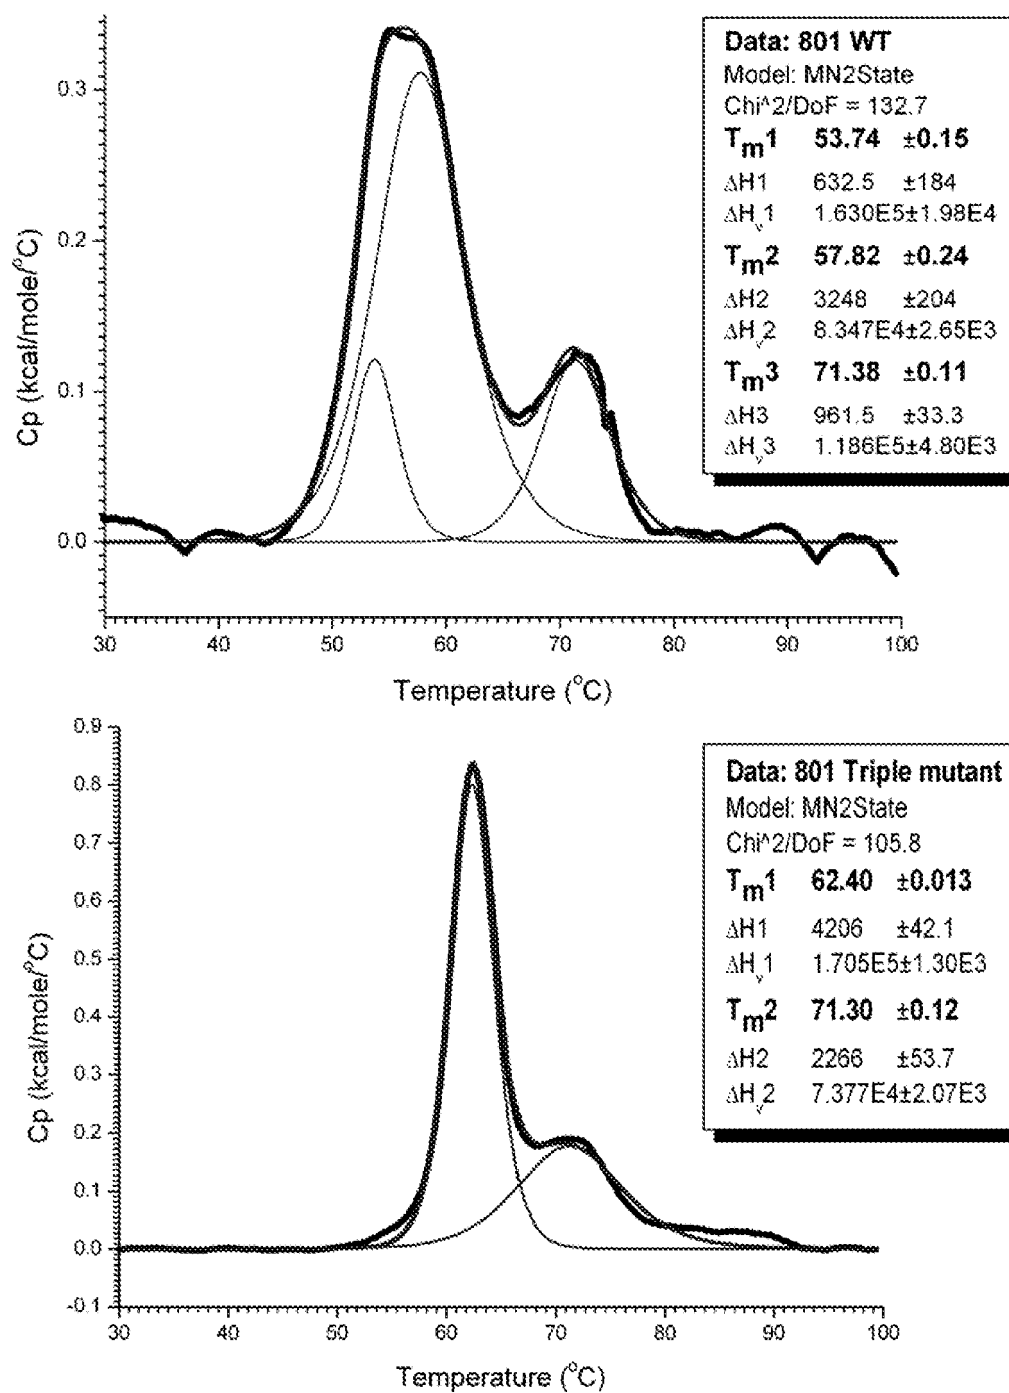 Data: 801 WT
Model: MN2State
Chi^2/DoF = 132.7
Tm1 53.74 ±0.15
ΔH1 632.5 ±184
ΔHv1 1.630E5±1.98E4
Tm2 57.82 ±0.24
ΔH2 3248 ±204
ΔHv2 8.347E4±2.65E3
Tm3 71.38 ±0.11
ΔH3 961.5 ±33.3
ΔHv3 1.186E5±4.80E3
Cp (kcal/mole/°C)
0.3
0.2
0.1
0.0
30 40 50 60 70 80 90 100
Temperature (°C)
Data: 801 Triple mutant
Model: MN2State
Chi^2/DoF = 105.8
Tm1 62.40 ±0.013
ΔH1 4206 ±42.1
ΔHv1 1.705E5±1.30E3
Tm2 71.30 ±0.12
ΔH2 2266 ±53.7
ΔHv2 7.377E4±2.07E3
Cp (kcal/mole/°C)
0.9
0.8
0.7
0.6
0.5
0.4
0.3
0.2
0.1
0.0
-0.1
30 40 50 60 70 80 90 100
Temperature (°C)